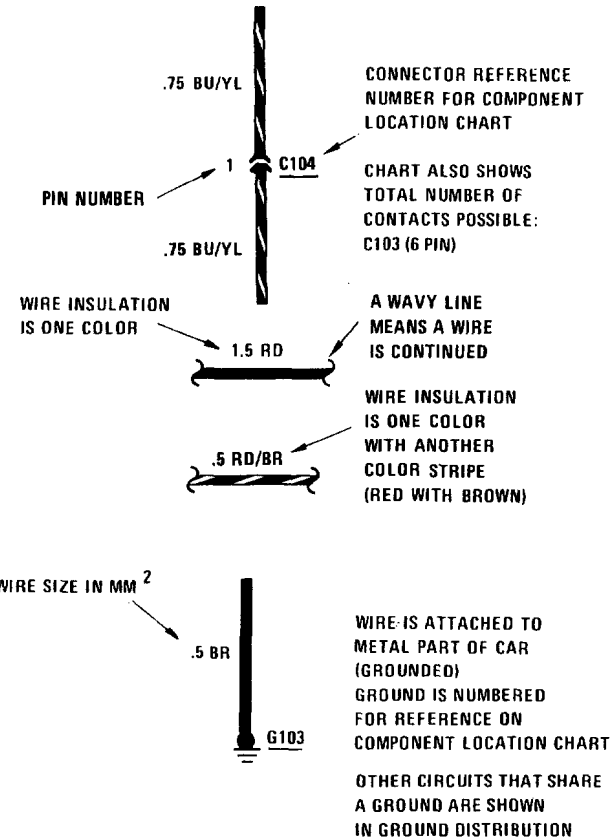 .75 BU/YL
CONNECTOR REFERENCE
NUMBER FOR COMPONENT
LOCATION CHART
1
C104
PIN NUMBER
CHART ALSO SHOWS
TOTAL NUMBER OF
CONTACTS POSSIBLE:
C103 (6 PIN)
.75 BU/YL
WIRE INSULATION
IS ONE COLOR
A WAVY LINE
MEANS A WIRE
IS CONTINUED
1.5 RD
WIRE INSULATION
IS ONE COLOR
WITH ANOTHER
COLOR STRIPE
(RED WITH BROWN)
.5 RD/BR
WIRE SIZE IN MM 2
.5 BR
G103
WIRE IS ATTACHED TO
METAL PART OF CAR
(GROUNDED)
GROUND IS NUMBERED
FOR REFERENCE ON
COMPONENT LOCATION CHART
OTHER CIRCUITS THAT SHARE
A GROUND ARE SHOWN
IN GROUND DISTRIBUTION